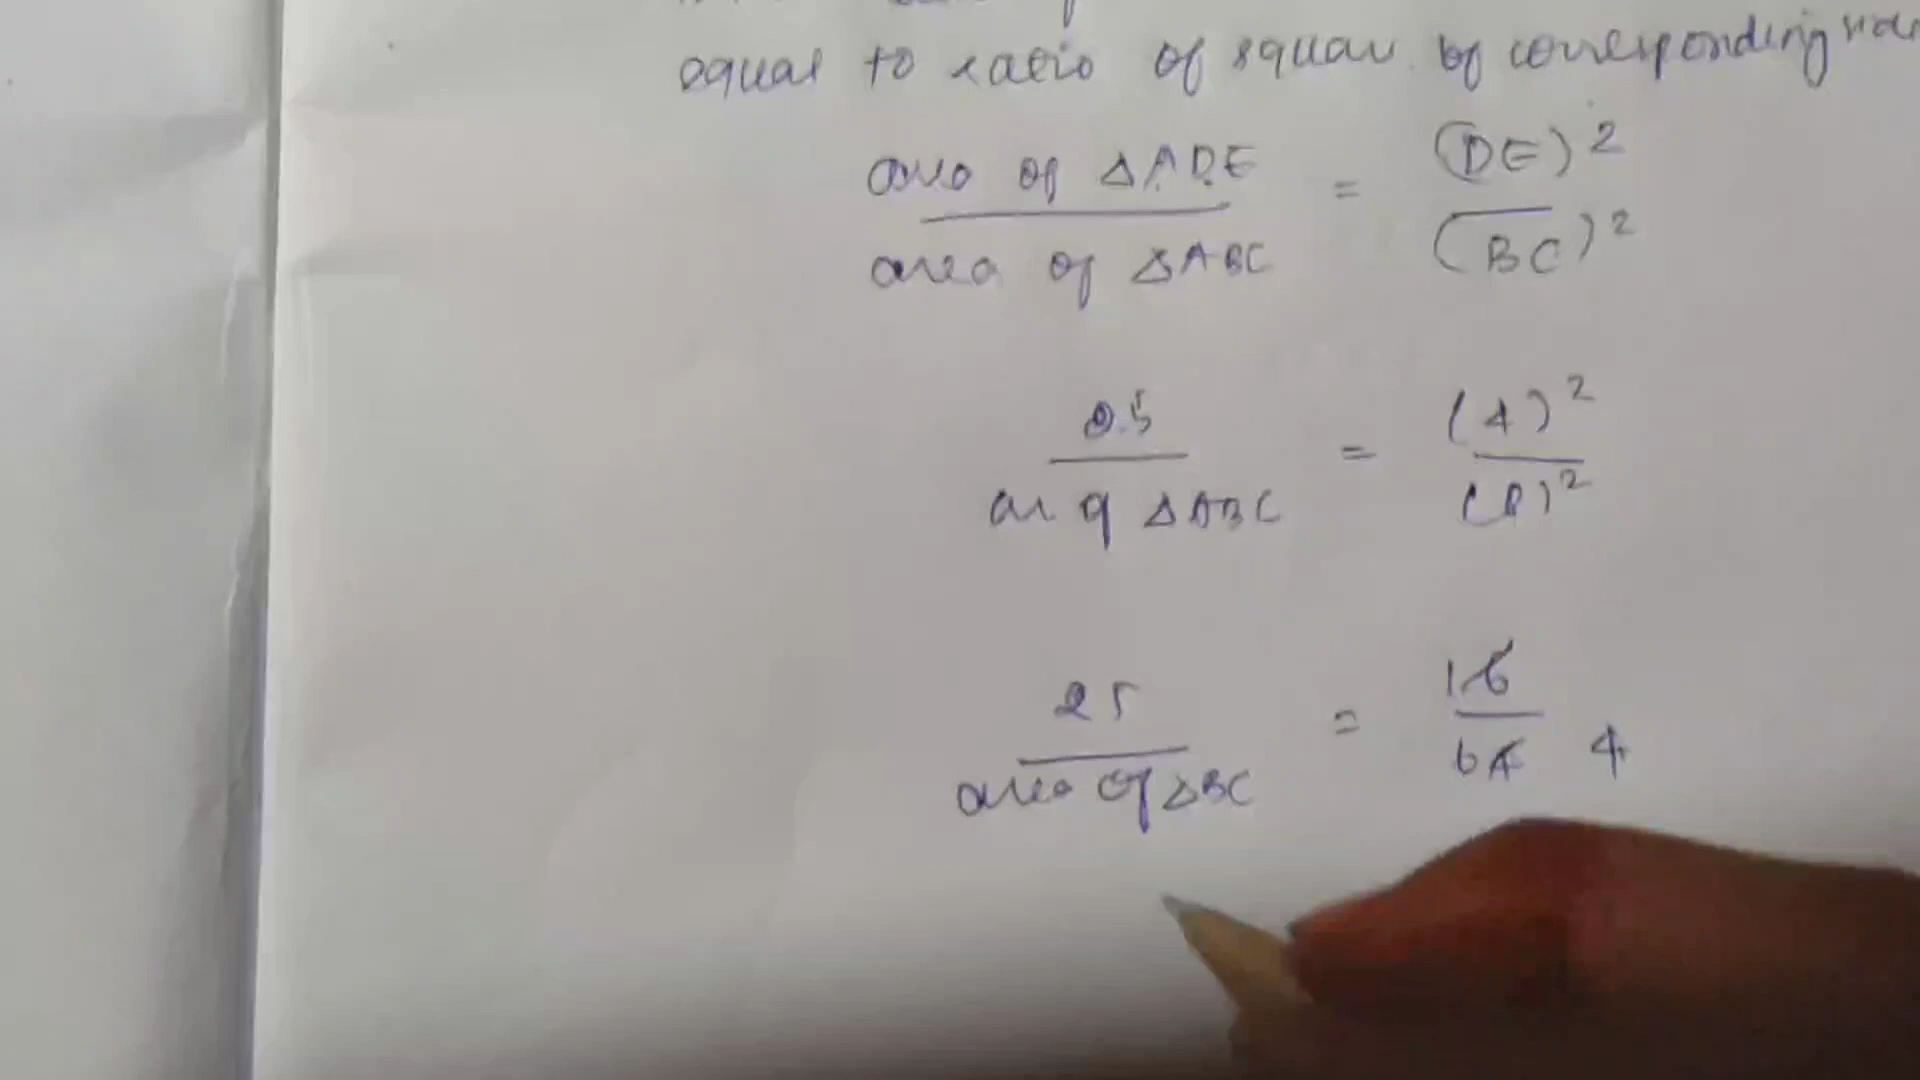 equal to ratio of squar of corresponding
area of ΔADE = (DE)²
area of ΔABC (BC)²
25 = (4)²
ar of ΔABC (8)²
25 = 16
area of ΔBC 64 4